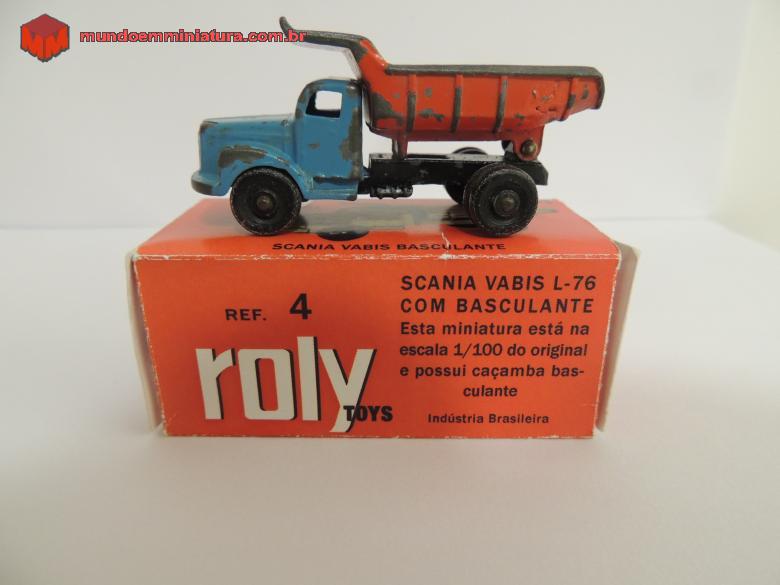 mundoemminiatura.com.br
SCANIA VABIS BASCULANTE
REF. 4
roly
TOYS
SCANIA VABIS L-76
COM BASCULANTE
Esta miniatura está na
escala 1/100 do original
e possui caçamba bas-
culante
Indústria Brasileira